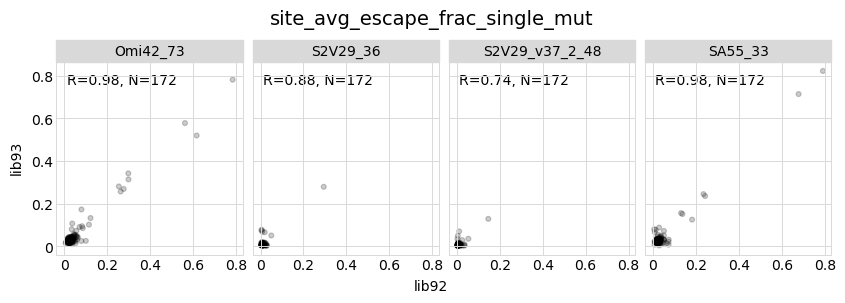 site_avg_escape_frac_single_mut
Omi42_73 S2V29_36 S2V29_v37_2_48 SA55_33
R=0.98, N=172 R=0.88, N=172 R=0.74, N=172 R=0.98, N=172
0.8
0.6
0.4
0.2
0
lib93
0 0.2 0.4 0.6 0.8 0 0.2 0.4 0.6 0.8 0 0.2 0.4 0.6 0.8 0 0.2 0.4 0.6 0.8
lib92